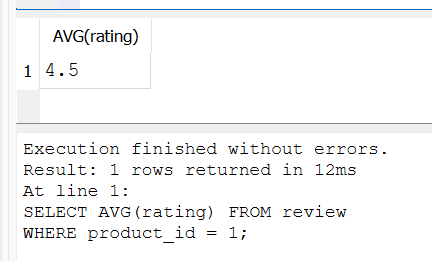 AVG(rating)
1 4.5
Execution finished without errors.
Result: 1 rows returned in 12ms
At line 1:
SELECT AVG(rating) FROM review
WHERE product_id = 1;